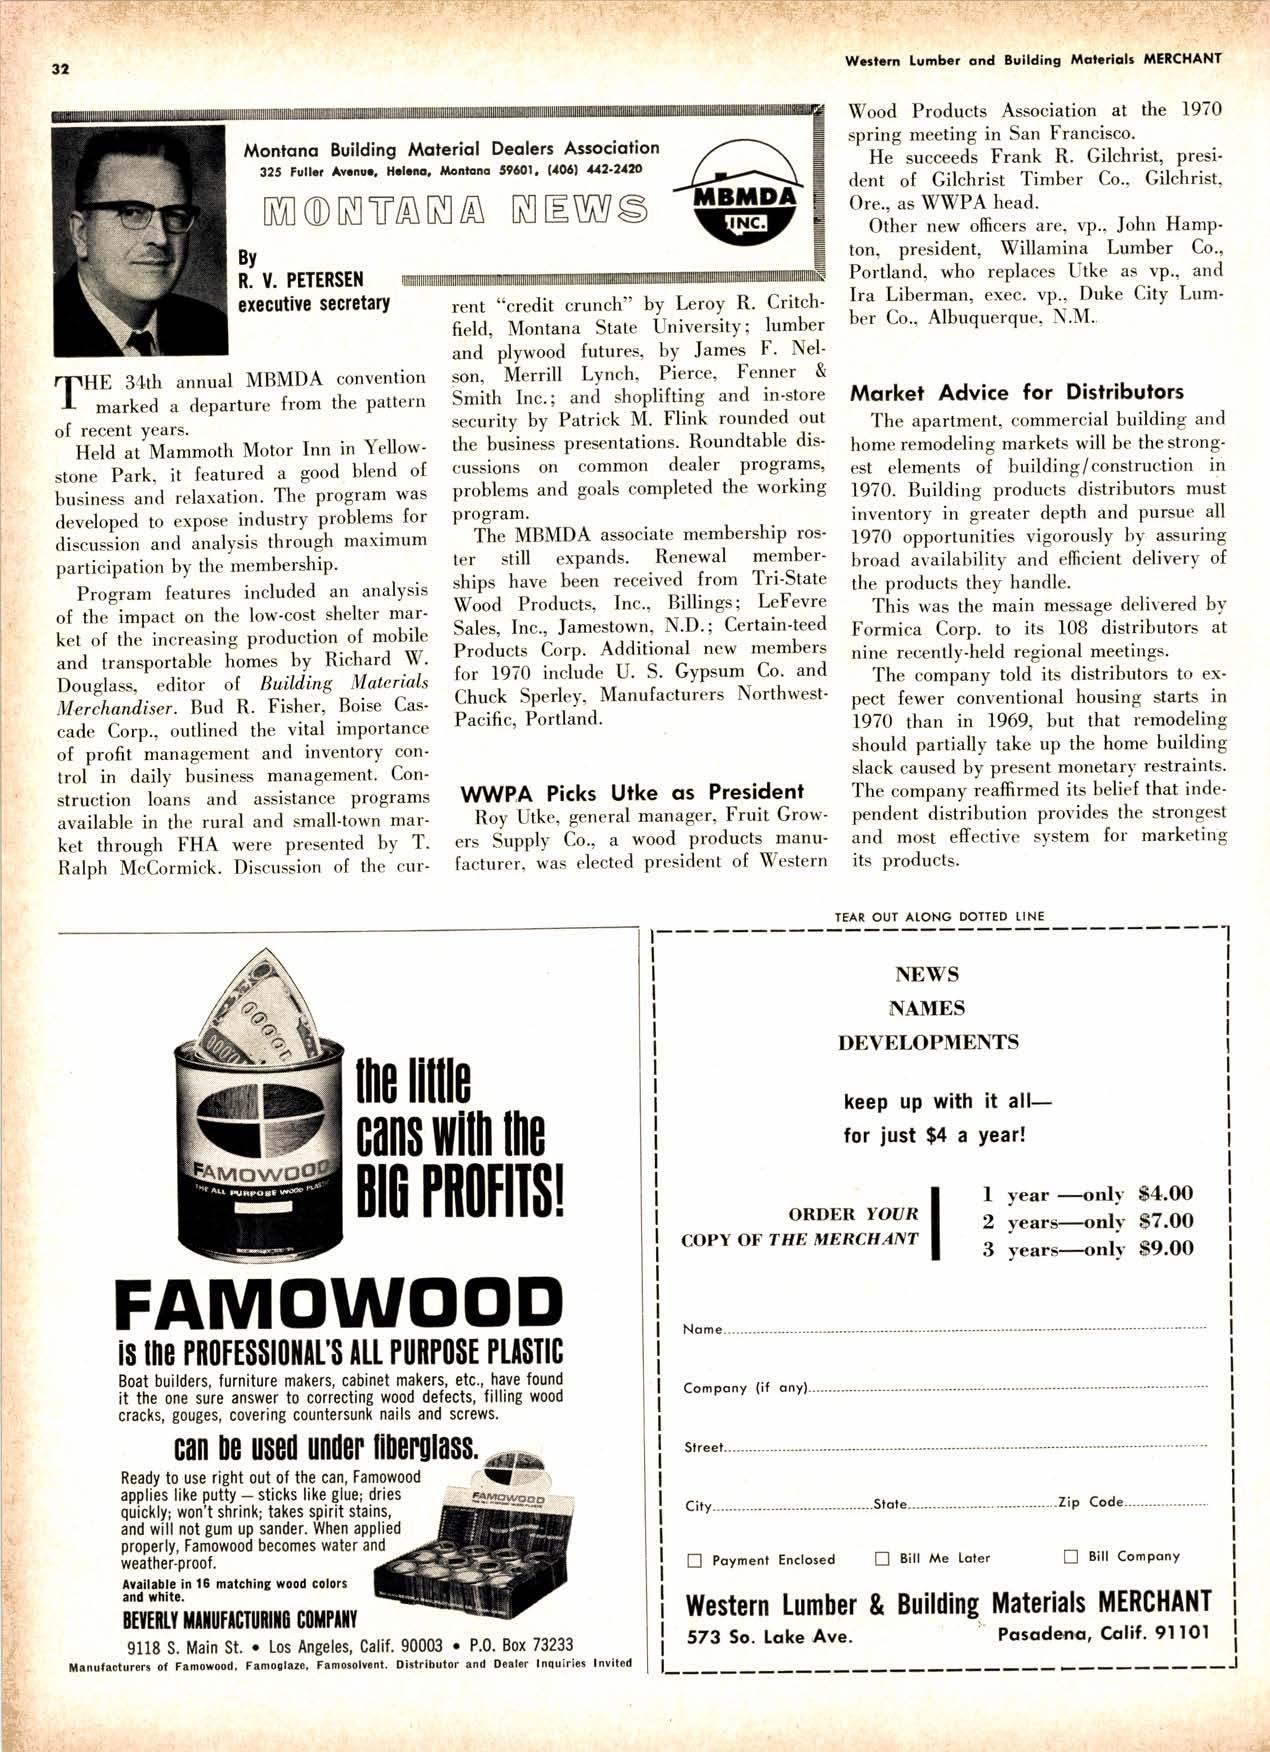 32
Western Lumber and Building Materials MERCHANT
Montana Building Material Dealers Association
325 Fuller Avenue, Helena, Montana 59601, (406) 442-2420
MONTANA NEWS
MBMDA
INC.
By
R. V. PETERSEN
executive secretary
THE 34th annual MBMDA convention
marked a departure from the pattern
of recent years.
Held at Mammoth Motor Inn in Yellow-
stone Park, it featured a good blend of
business and relaxation. The program was
developed to expose industry problems for
discussion and analysis through maximum
participation by the membership.
Program features included an analysis
of the impact on the low-cost shelter mar-
ket of the increasing production of mobile
and transportable homes by Richard W.
Douglass, editor of Building Materials
Merchandiser. Bud R. Fisher, Boise Cas-
cade Corp., outlined the vital importance
of profit management and inventory con-
trol in daily business management. Con-
struction loans and assistance programs
available in the rural and small-town mar-
ket through FHA were presented by T.
Ralph McCormick. Discussion of the cur-
rent "credit crunch" by Leroy R. Critch-
field, Montana State University; lumber
and plywood futures, by James F. Nel-
son, Merrill Lynch, Pierce, Fenner &
Smith Inc.; and shoplifting and in-store
security by Patrick M. Flink rounded out
the business presentations. Roundtable dis-
cussions on common dealer programs,
problems and goals completed the working
program.
The MBMDA associate membership ros-
ter still expands. Renewal member-
ships have been received from Tri-State
Wood Products, Inc., Billings; LeFevre
Sales, Inc., Jamestown, N.D.; Certain-teed
Products Corp. Additional new members
for 1970 include U. S. Gypsum Co. and
Chuck Sperley, Manufacturers Northwest-
Pacific, Portland.
WWPA Picks Utke as President
Roy Utke, general manager, Fruit Grow-
ers Supply Co., a wood products manu-
facturer, was elected president of Western
Wood Products Association at the 1970
spring meeting in San Francisco.
He succeeds Frank R. Gilchrist, presi-
dent of Gilchrist Timber Co., Gilchrist,
Ore., as WWPA head.
Other new officers are, vp., John Hamp-
ton, president, Willamina Lumber Co.,
Portland, who replaces Utke as vp., and
Ira Liberman, exec. vp., Duke City Lum-
ber Co., Albuquerque, N.M.
Market Advice for Distributors
The apartment, commercial building and
home remodeling markets will be the strong-
est elements of building/construction in
1970. Building products distributors must
inventory in greater depth and pursue all
1970 opportunities vigorously by assuring
broad availability and efficient delivery of
the products they handle.
This was the main message delivered by
Formica Corp. to its 108 distributors at
nine recently-held regional meetings.
The company told its distributors to ex-
pect fewer conventional housing starts in
1970 than in 1969, but that remodeling
should partially take up the home building
slack caused by present monetary restraints.
The company reaffirmed its belief that inde-
pendent distribution provides the strongest
and most effective system for marketing
its products.
FAMOWOOD
THE ALL PURPOSE WOOD PLASTIC
the little
cans with the
BIG PROFITS!
FAMOWOOD
is the PROFESSIONAL'S ALL PURPOSE PLASTIC
Boat builders, furniture makers, cabinet makers, etc., have found
it the one sure answer to correcting wood defects, filling wood
cracks, gouges, covering countersunk nails and screws.
can be used under fiberglass.
Ready to use right out of the can, Famowood
applies like putty — sticks like glue; dries
quickly; won't shrink; takes spirit stains,
and will not gum up sander. When applied
properly, Famowood becomes water and
weather-proof.
Available in 16 matching wood colors
and white.
FAMOWOOD
BEVERLY MANUFACTURING COMPANY
9118 S. Main St. • Los Angeles, Calif. 90003 • P.O. Box 73233
Manufacturers of Famowood, Famoglaze, Famosolvent. Distributor and Dealer Inquiries Invited
TEAR OUT ALONG DOTTED LINE
NEWS
NAMES
DEVELOPMENTS
keep up with it all—
for just $4 a year!
ORDER YOUR
COPY OF THE MERCHANT
1 year —only $4.00
2 years—only $7.00
3 years—only $9.00
Name
Company (if any)
Street
City State Zip Code
Payment Enclosed Bill Me Later Bill Company
Western Lumber & Building Materials MERCHANT
573 So. Lake Ave. Pasadena, Calif. 91101